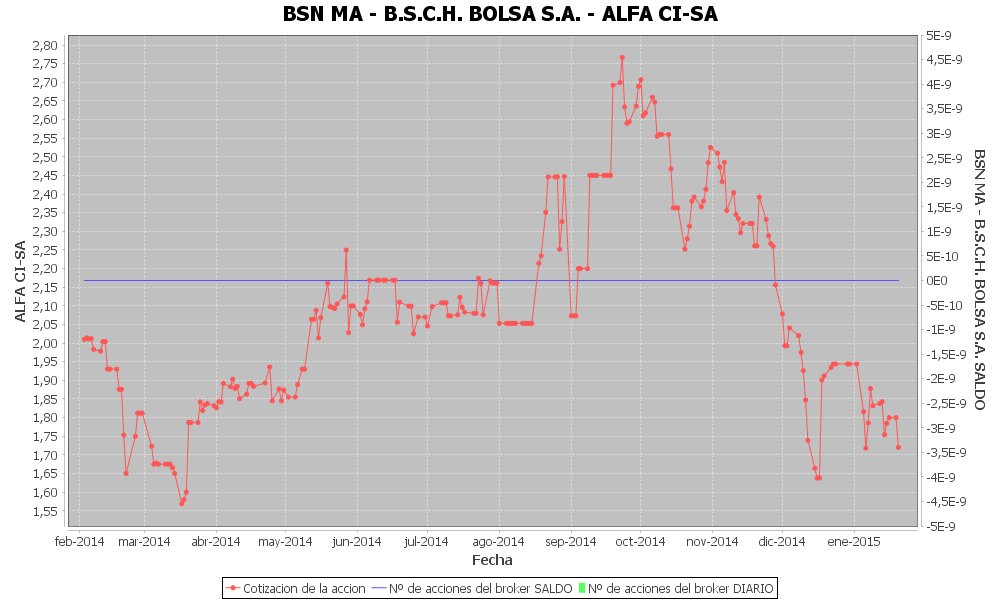 BSN MA - B.S.C.H. BOLSA S.A. - ALFA CI-SA
2,80
2,75
2,70
2,65
2,60
2,55
2,50
2,45
2,40
2,35
2,30
2,25
2,20
2,15
2,10
2,05
2,00
1,95
1,90
1,85
1,80
1,75
1,70
1,65
1,60
1,55
ALFA CI-SA
5E-9
4,5E-9
4E-9
3,5E-9
3E-9
2,5E-9
2E-9
1,5E-9
1E-9
5E-10
0E0
-5E-10
-1E-9
-1,5E-9
-2E-9
-2,5E-9
-3E-9
-3,5E-9
-4E-9
-4,5E-9
-5E-9
BSN MA - B.S.C.H. BOLSA S.A. SALDO
feb-2014 mar-2014 abr-2014 may-2014 jun-2014 jul-2014 ago-2014 sep-2014 oct-2014 nov-2014 dic-2014 ene-2015
Fecha
Cotizacion de la accion Nº de acciones del broker SALDO Nº de acciones del broker DIARIO